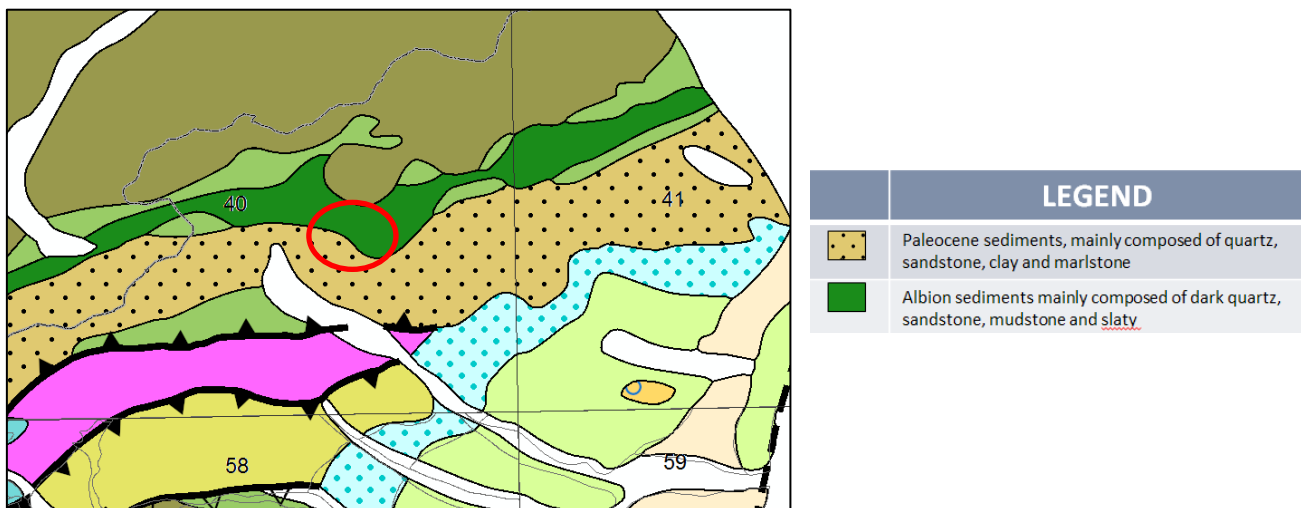 40
41
58
59
LEGEND
Paleocene sediments, mainly composed of quartz,
sandstone, clay and marlstone
Albion sediments mainly composed of dark quartz,
sandstone, mudstone and slaty